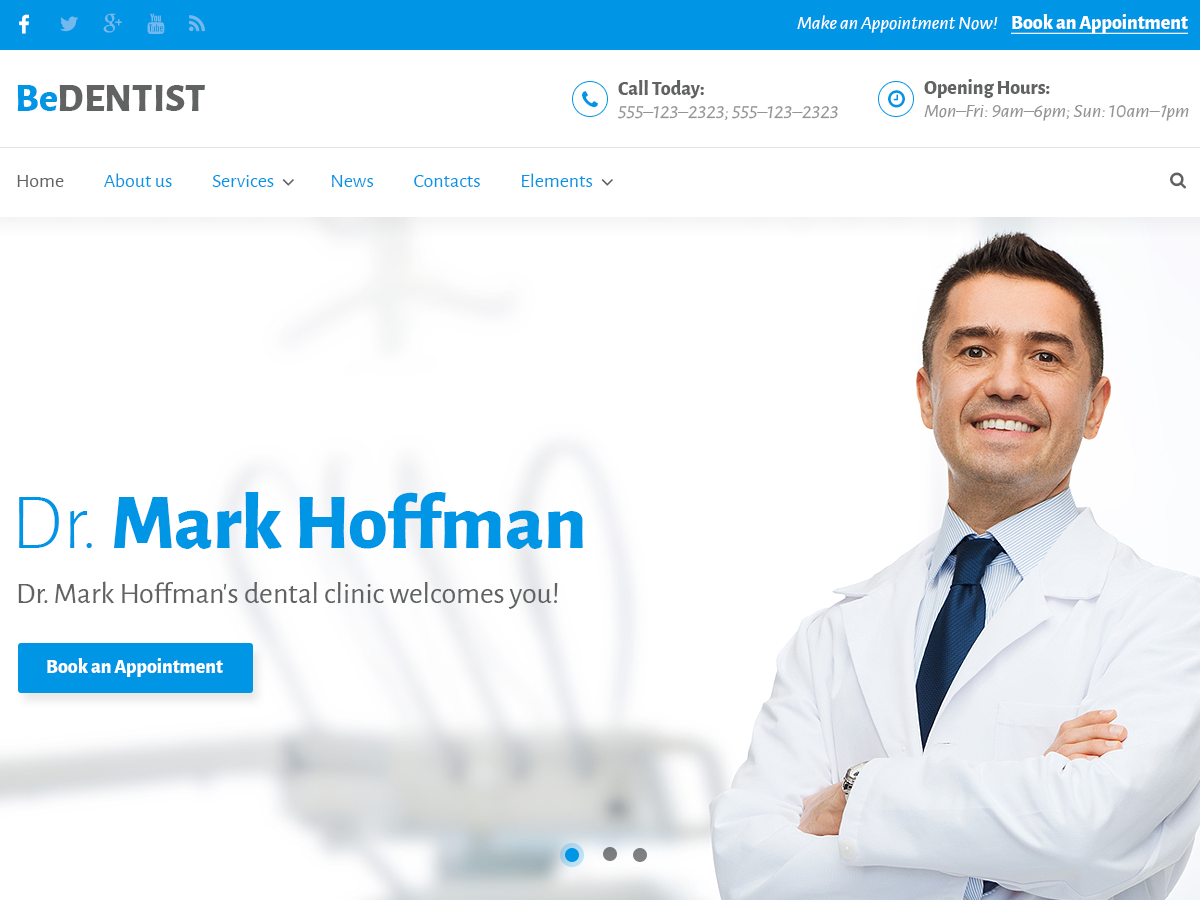 Make an Appointment Now! Book an Appointment
BeDENTIST
Call Today:
555–123–2323; 555–123–2323
Opening Hours:
Mon–Fri: 9am–6pm; Sun: 10am–1pm
Home About us Services News Contacts Elements
Dr. Mark Hoffman
Dr. Mark Hoffman's dental clinic welcomes you!
Book an Appointment